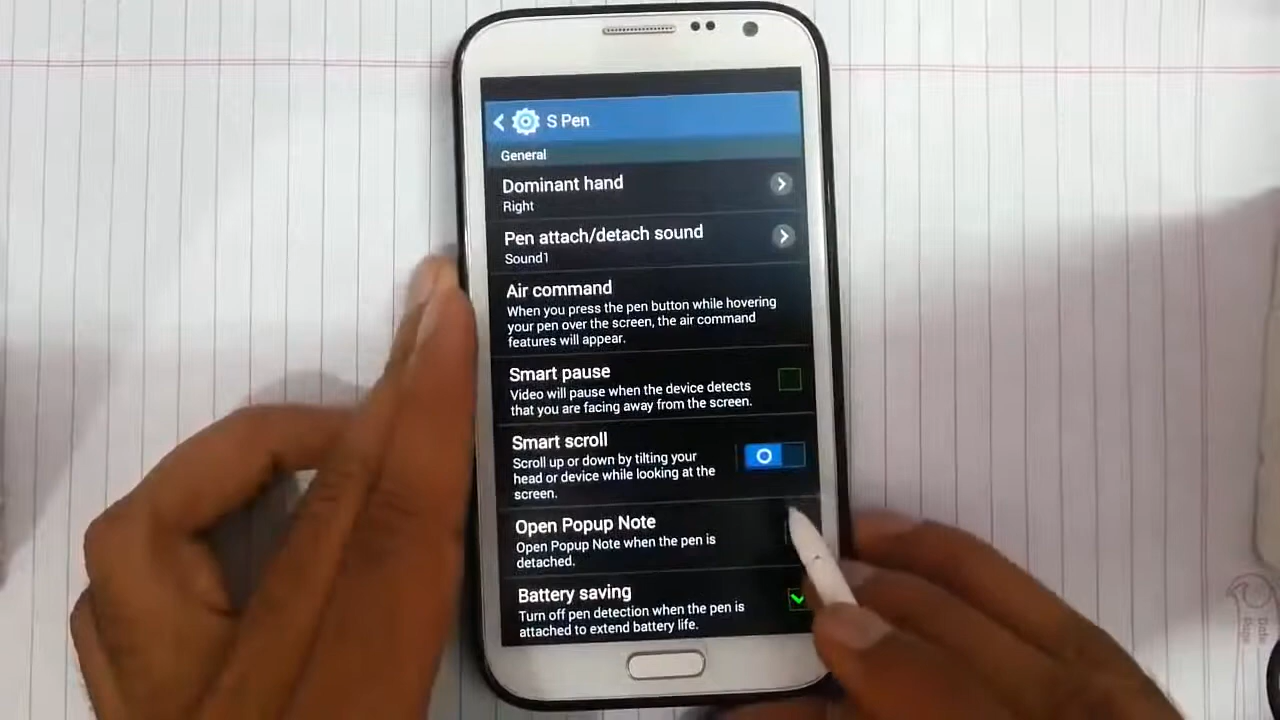 S Pen
General
Dominant hand
Right
Pen attach/detach sound
Sound1
Air command
When you press the pen button while hovering
your pen over the screen, the air command
features will appear.
Smart pause
Video will pause when the device detects
that you are facing away from the screen.
Smart scroll
Scroll up or down by tilting your
head or device while looking at the
screen.
Open Popup Note
Open Popup Note when the pen is
detached.
Battery saving
Turn off pen detection when the pen is
attached to extend battery life.
Date
Page